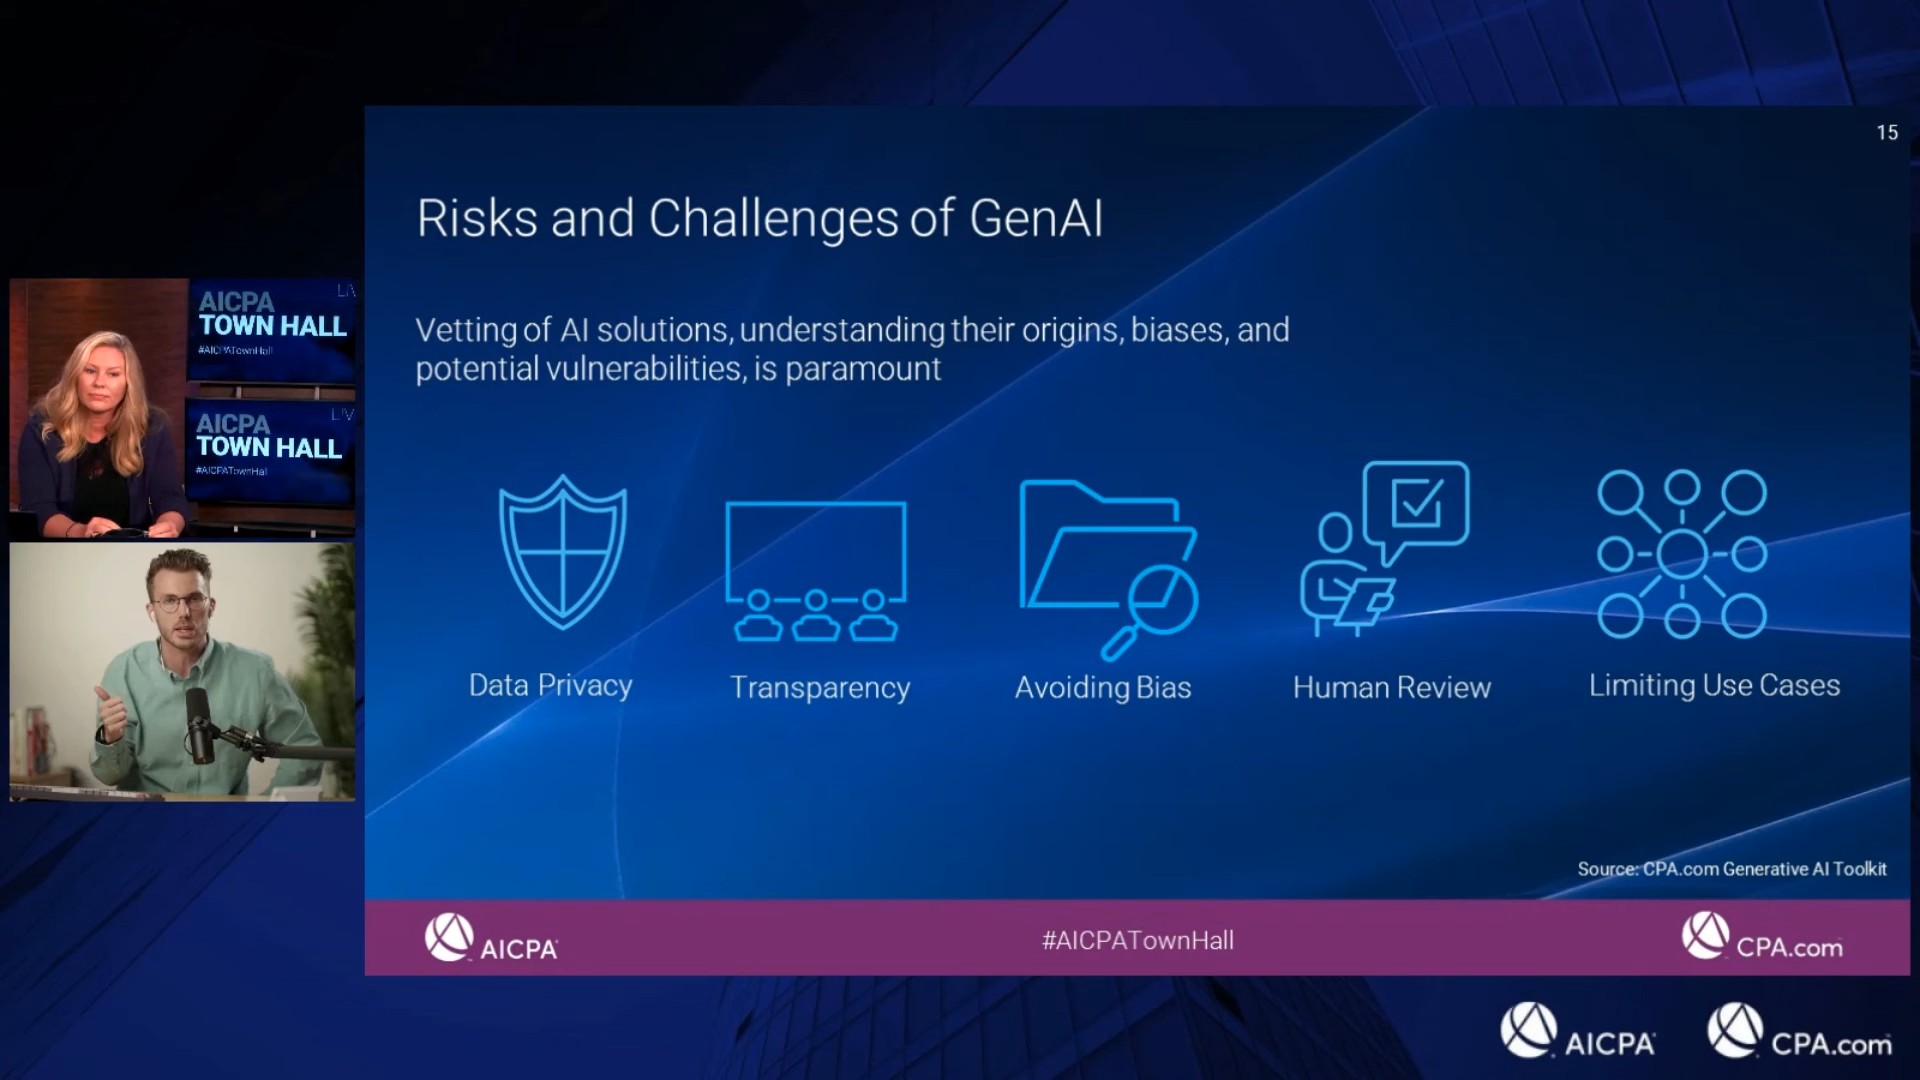 15
Risks and Challenges of GenAI
Vetting of AI solutions, understanding their origins, biases, and
potential vulnerabilities, is paramount
Data Privacy
Transparency
Avoiding Bias
Human Review
Limiting Use Cases
Source: CPA.com Generative AI Toolkit
AICPA
#AICPATownHall
CPA.com
AICPA
TOWN HALL
#AICPATownHall
AICPA
TOWN HALL
#AICPATownHall
AICPA
CPA.com